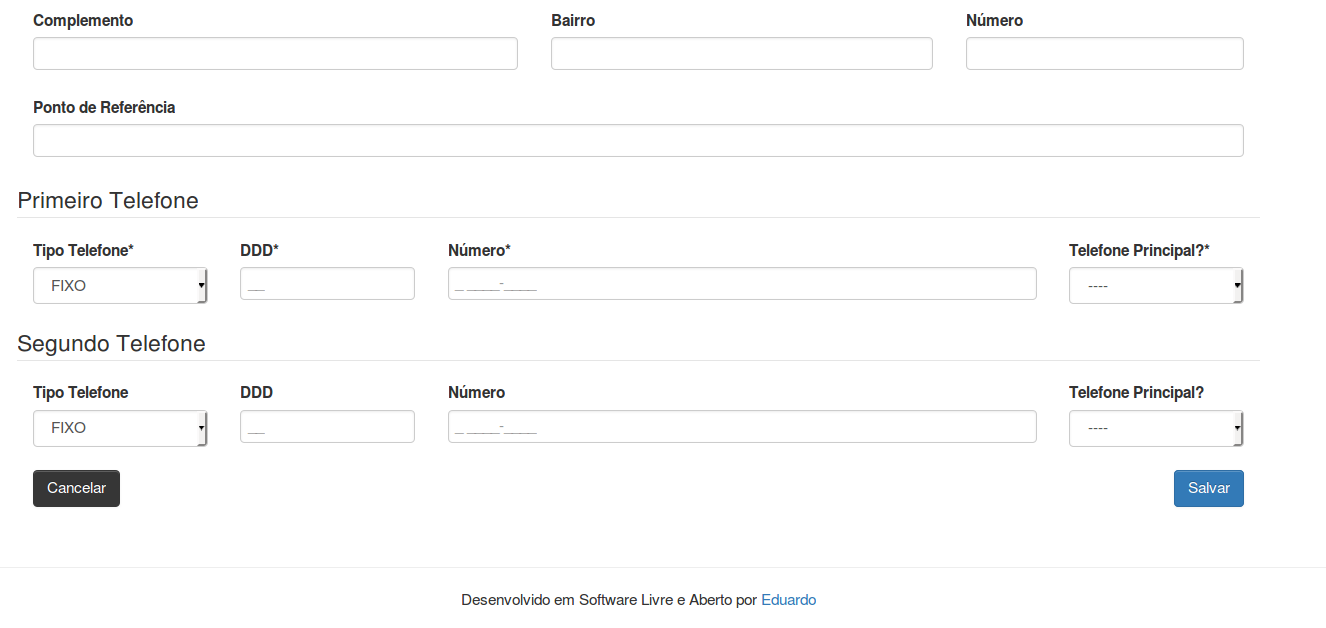 Complemento Bairro Número
Ponto de Referência
Primeiro Telefone
Tipo Telefone* DDD* Número* Telefone Principal?*
FIXO __ _ ____-____ ----
Segundo Telefone
Tipo Telefone DDD Número Telefone Principal?
FIXO __ _ ____-____ ----
Cancelar Salvar
Desenvolvido em Software Livre e Aberto por Eduardo